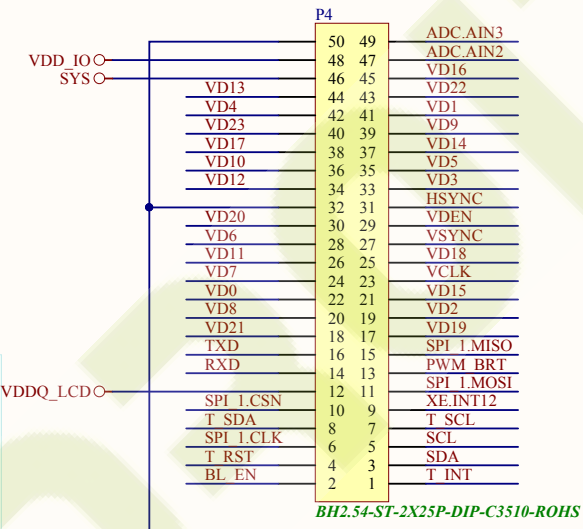 P4
50 49 ADC.AIN3
VDD_IO 48 47 ADC.AIN2
SYS 46 45 VD16
VD13 44 43 VD22
VD4 42 41 VD1
VD23 40 39 VD9
VD17 38 37 VD14
VD10 36 35 VD5
VD12 34 33 VD3
32 31 HSYNC
VD20 30 29 VDEN
VD6 28 27 VSYNC
VD11 26 25 VD18
VD7 24 23 VCLK
VD0 22 21 VD15
VD8 20 19 VD2
VD21 18 17 VD19
TXD 16 15 SPI_1.MISO
RXD 14 13 PWM_BRT
VDDQ_LCD 12 11 SPI_1.MOSI
SPI_1.CSN 10 9 XE.INT12
T_SDA 8 7 T_SCL
SPI_1.CLK 6 5 SCL
T_RST 4 3 SDA
BL_EN 2 1 T_INT
BH2.54-ST-2X25P-DIP-C3510-ROHS